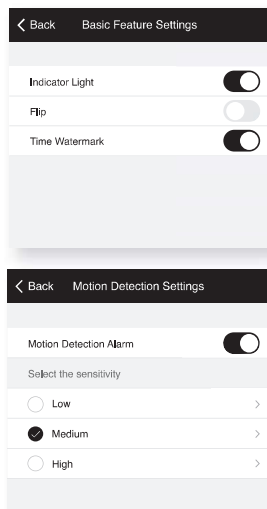 Back Basic Feature Settings
Indicator Light
Flip
Time Watermark
Back Motion Detection Settings
Motion Detection Alarm
Select the sensitivity
Low
Medium
High